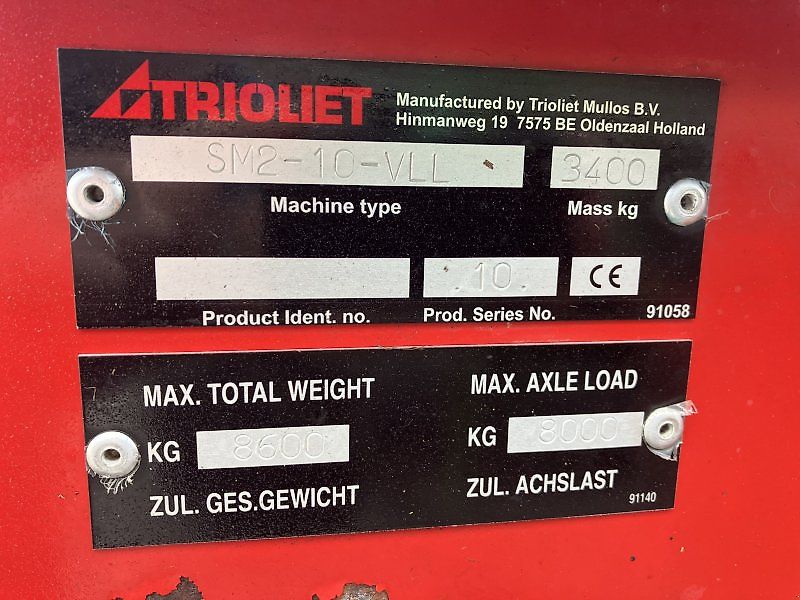 TRIOLIET
Manufactured by Trioliet Mullos B.V.
Hinmanweg 19 7575 BE Oldenzaal Holland
SM2-10-VLL 3400
Machine type Mass kg
.10. CE
Product Ident. no. Prod. Series No. 91058
MAX. TOTAL WEIGHT MAX. AXLE LOAD
KG 8600 KG 8000
ZUL. GES.GEWICHT ZUL. ACHSLAST
91140